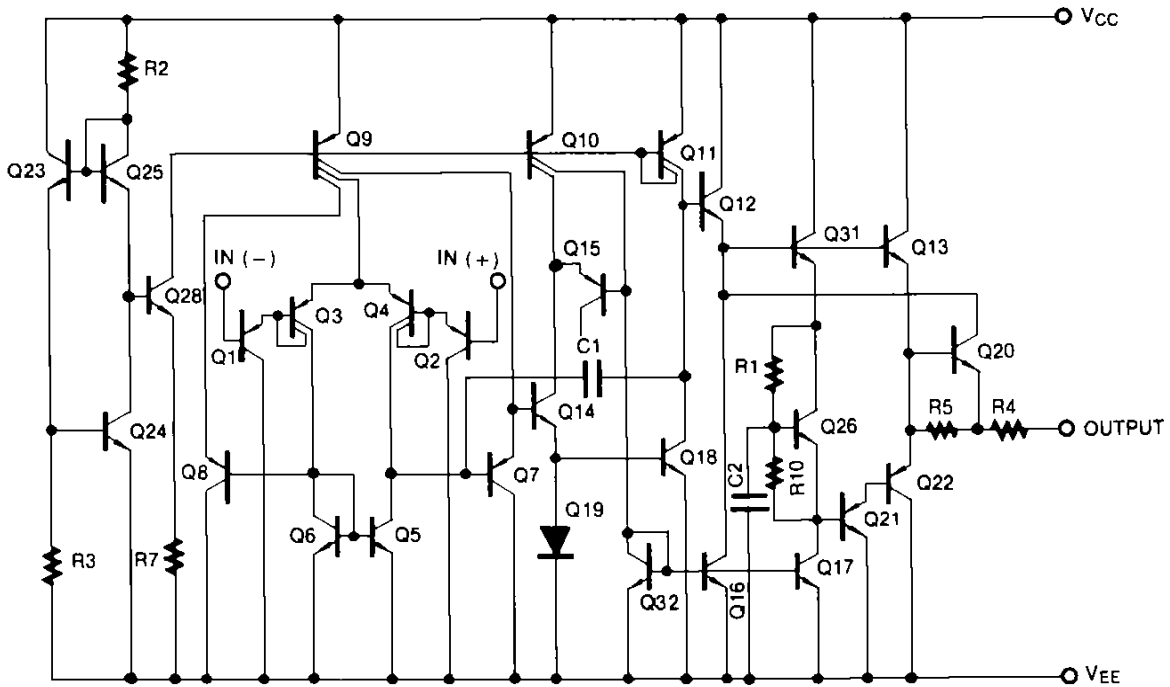 VCC
R2
Q9
Q10
Q11
Q23
Q25
Q12
Q31
Q13
IN (-)
IN (+)
Q15
Q28
Q3
Q4
Q1
Q2
C1
R1
Q20
Q14
Q26
R5
R4
OUTPUT
Q24
Q8
Q7
Q18
C2
R10
Q22
Q19
Q21
Q6
Q5
R3
R7
Q32
Q16
Q17
VEE